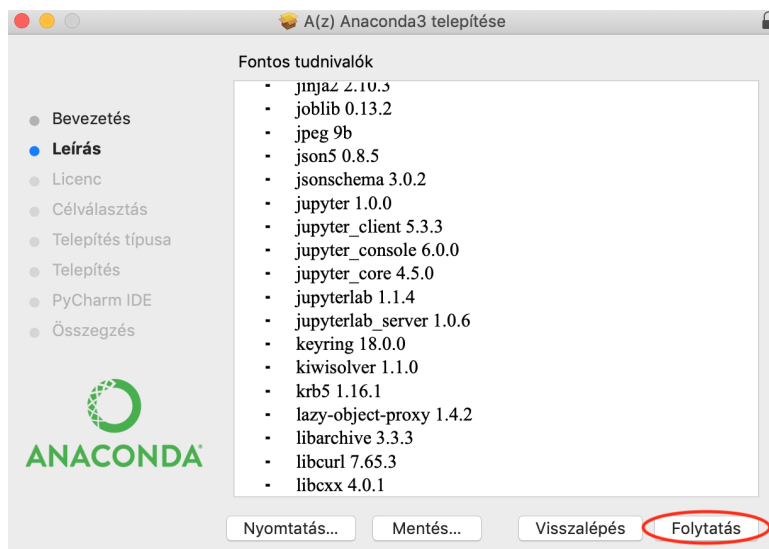 A(z) Anaconda3 telepítése
Fontos tudnivalók
Bevezetés
Leírás
Licenc
Célválasztás
Telepítés típusa
Telepítés
PyCharm IDE
Összegzés
ANACONDA
- jinja2 2.10.3
- joblib 0.13.2
- jpeg 9b
- json5 0.8.5
- jsonschema 3.0.2
- jupyter 1.0.0
- jupyter_client 5.3.3
- jupyter_console 6.0.0
- jupyter_core 4.5.0
- jupyterlab 1.1.4
- jupyterlab_server 1.0.6
- keyring 18.0.0
- kiwisolver 1.1.0
- krb5 1.16.1
- lazy-object-proxy 1.4.2
- libarchive 3.3.3
- libcurl 7.65.3
- libcxx 4.0.1
Nyomtatás...
Mentés...
Visszalépés
Folytatás